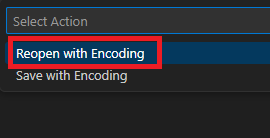 Select Action
Reopen with Encoding
Save with Encoding